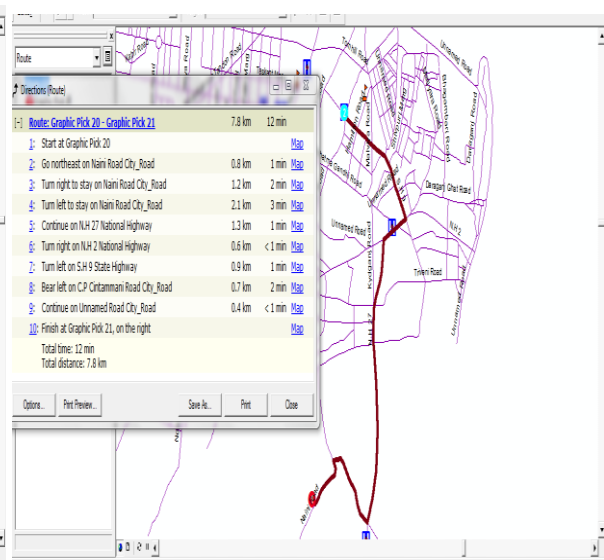 Route
Directions (Route)
[-] Route: Graphic Pick 20 - Graphic Pick 21 7.8 km 12 min
1: Start at Graphic Pick 20 Map
2: Go northeast on Naini Road City_Road 0.8 km 1 min Map
3: Turn right to stay on Naini Road City_Road 1.2 km 2 min Map
4: Turn left to stay on Naini Road City_Road 2.1 km 3 min Map
5: Continue on N.H 27 National Highway 1.3 km 1 min Map
6: Turn right on N.H 2 National Highway 0.6 km < 1 min Map
7: Turn left on S.H 9 State Highway 0.9 km 1 min Map
8: Bear left on C.P Cintammani Road City_Road 0.7 km 2 min Map
9: Continue on Unnamed Road City_Road 0.4 km < 1 min Map
10: Finish at Graphic Pick 21, on the right Map
Total time: 12 min
Total distance: 7.8 km
Options... Print Preview... Save As... Print Close
Unnamed Road
Daraganj Ghat Road
Unnamed Road
N.H 2
Triveni Road
Kydganj Road
N.H 27
Unnamed Road